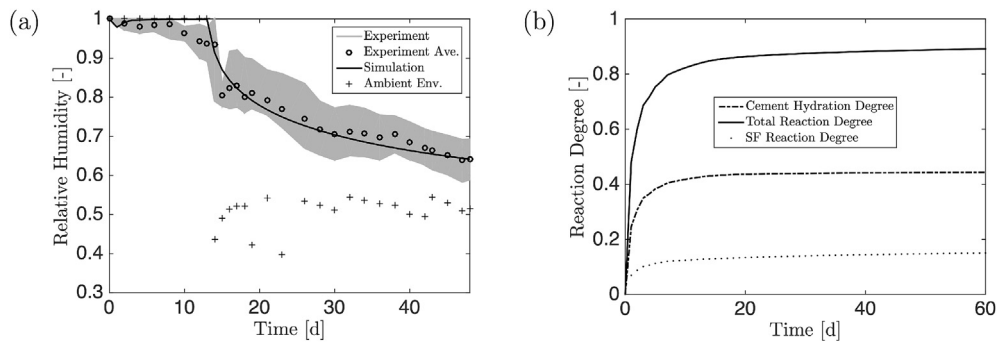 (a)
Relative Humidity [-]
1
0.9
0.8
0.7
0.6
0.5
0.4
0.3
0
10
20
30
40
Time [d]
Experiment
Experiment Ave.
Simulation
Ambient Env.
(b)
Reaction Degree [-]
1
0.8
0.6
0.4
0.2
0
0
20
40
60
Time [d]
Cement Hydration Degree
Total Reaction Degree
SF Reaction Degree